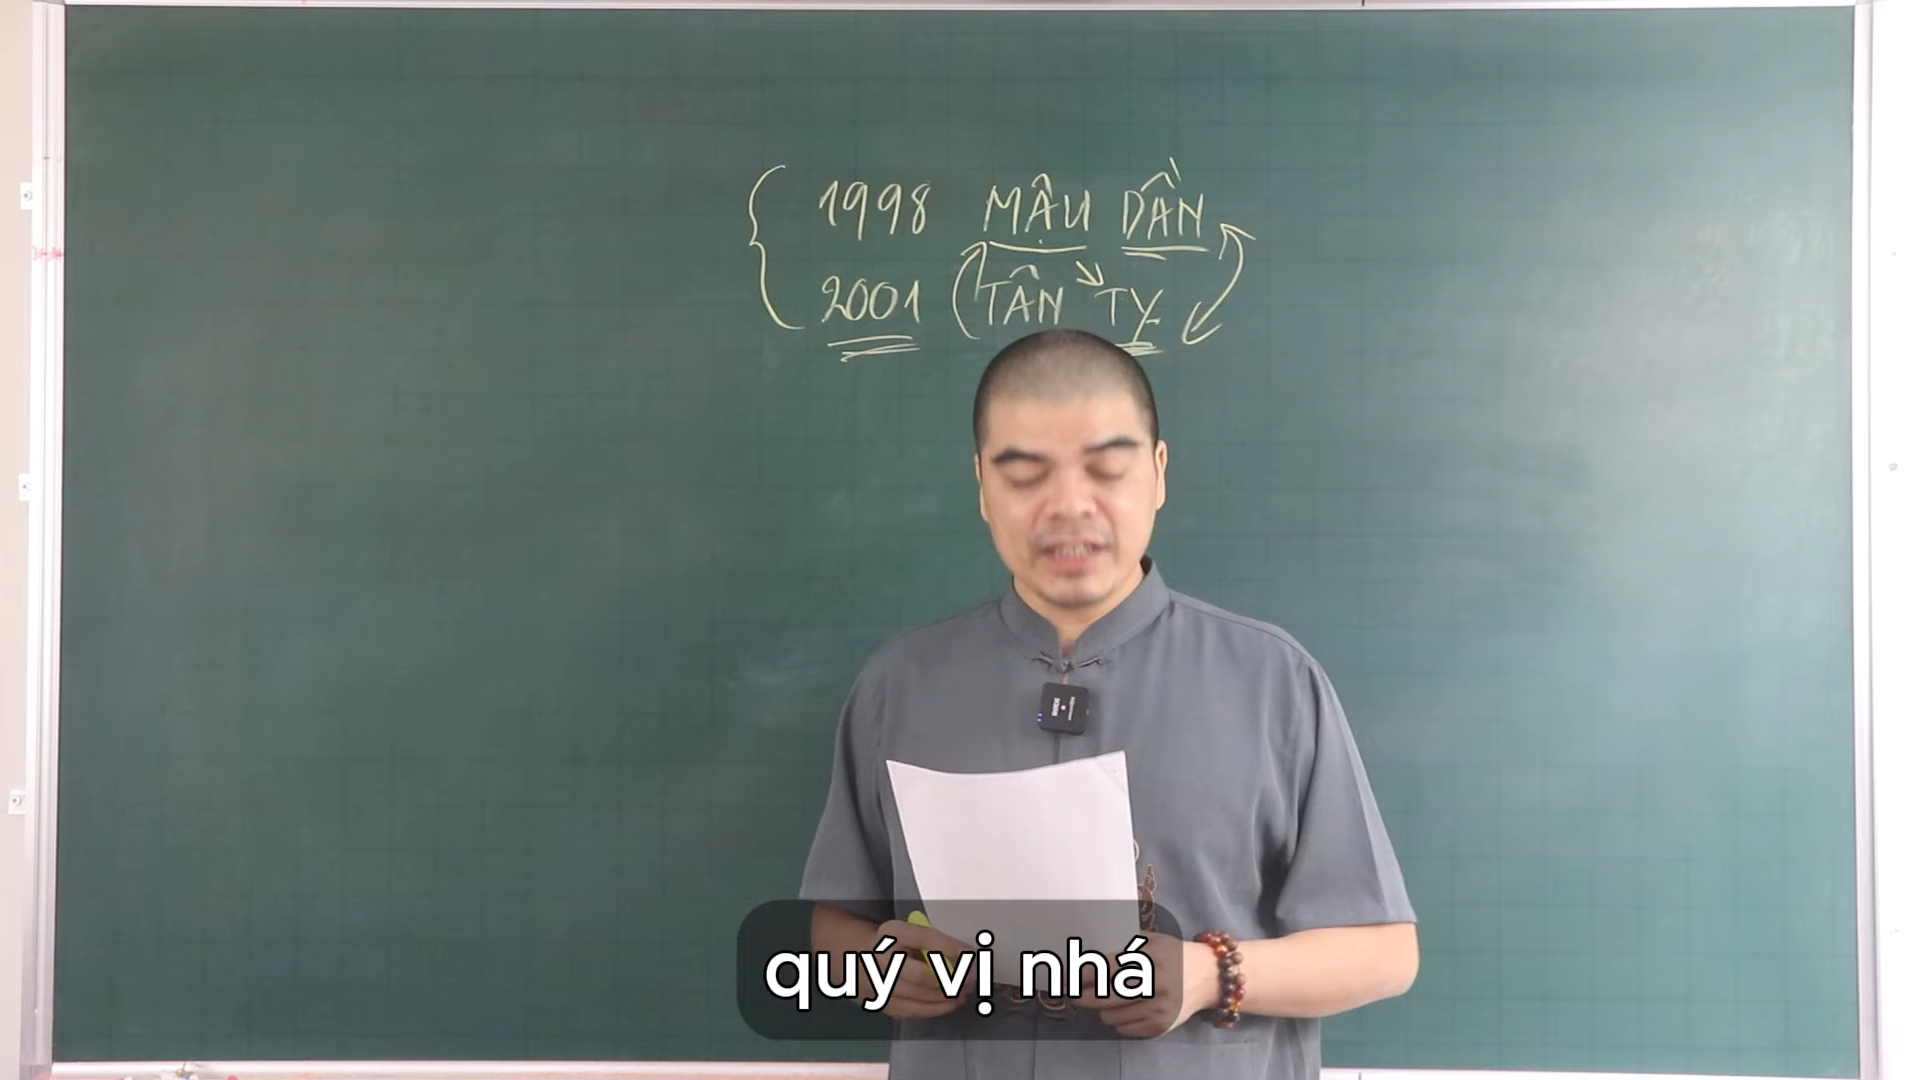 1998 MẬU DẦN
2001 TÂN TỴ
quý vị nhá